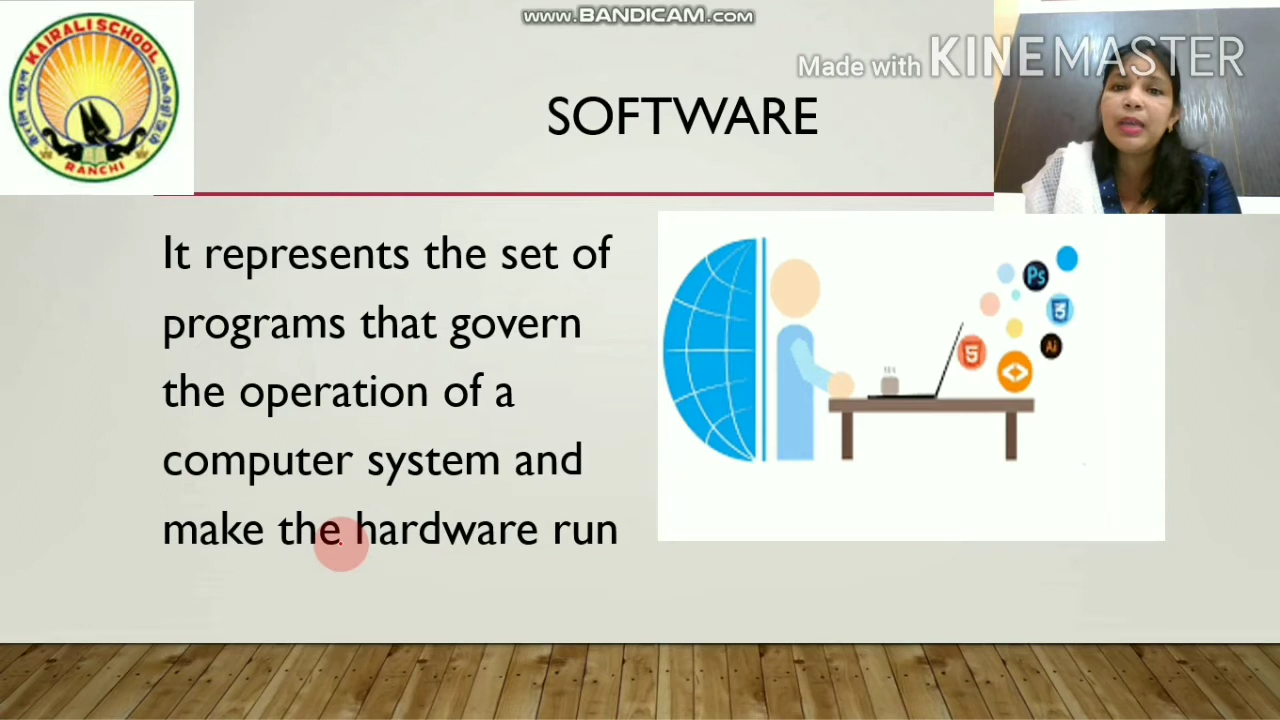 www.BANDICAM.com
Made with KINEMASTER
KAIRALI SCHOOL
RANCHI
SOFTWARE
It represents the set of
programs that govern
the operation of a
computer system and
make the hardware run
Ps
3
5
Ai
<>